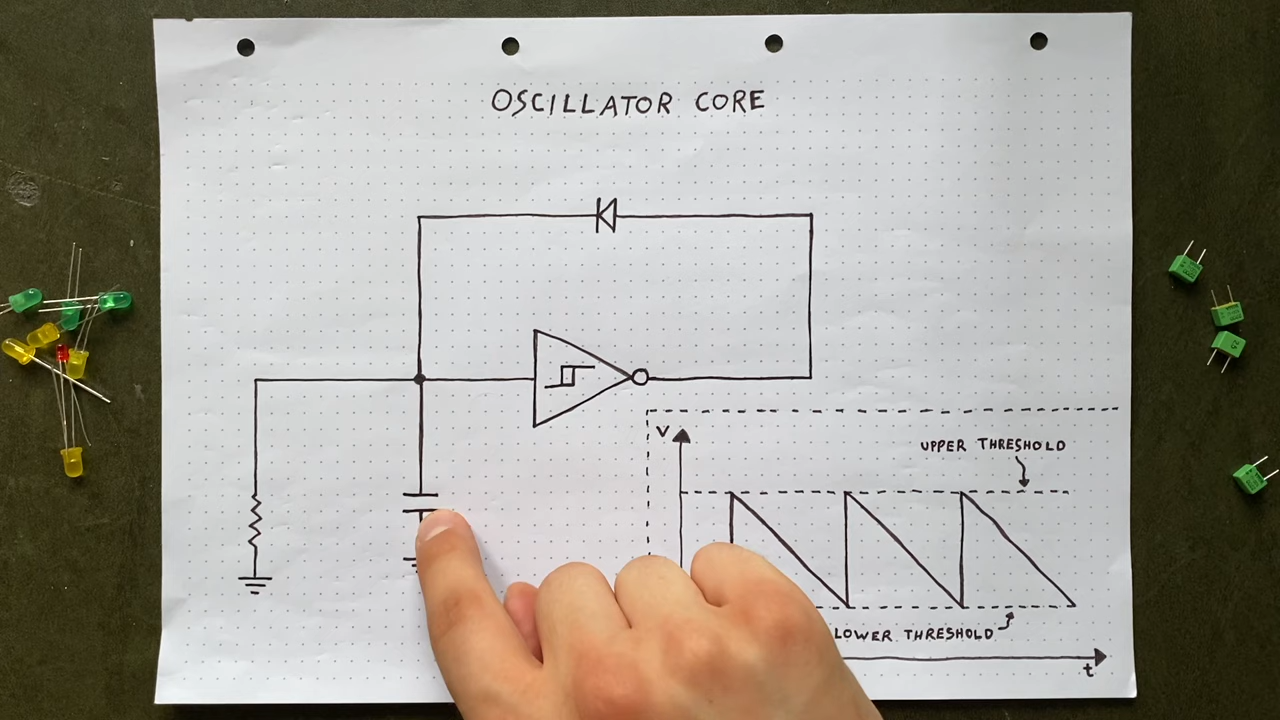 OSCILLATOR CORE
V
UPPER THRESHOLD
LOWER THRESHOLD
t